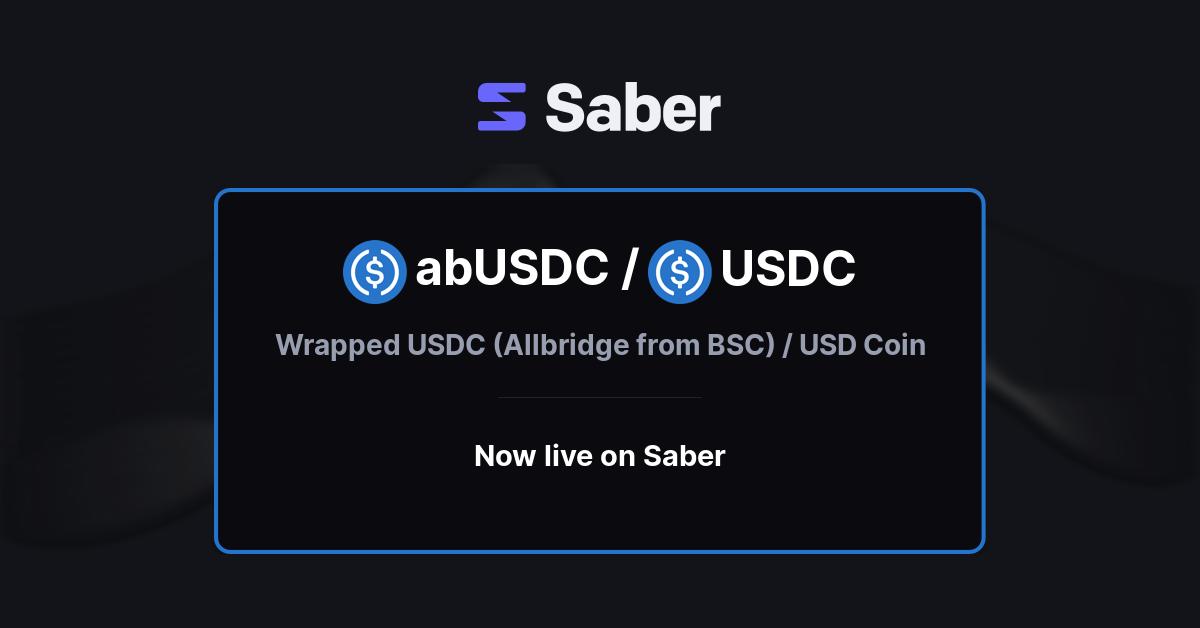 Saber
abUSDC / USDC
Wrapped USDC (Allbridge from BSC) / USD Coin
Now live on Saber